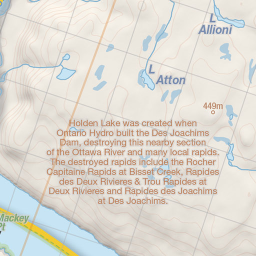 L
Allioni
L
Atton
449m
Holden Lake was created when
Ontario Hydro built the Des Joachims
Dam, destroying this nearby section
of the Ottawa River and many local rapids.
The destroyed rapids include the Rocher
Capitaine Rapids at Bisset Creek, Rapides
des Deux Rivieres & Trou Rapides at
Deux Rivieres and Rapides des Joachims
at Des Joachims.
Mackey